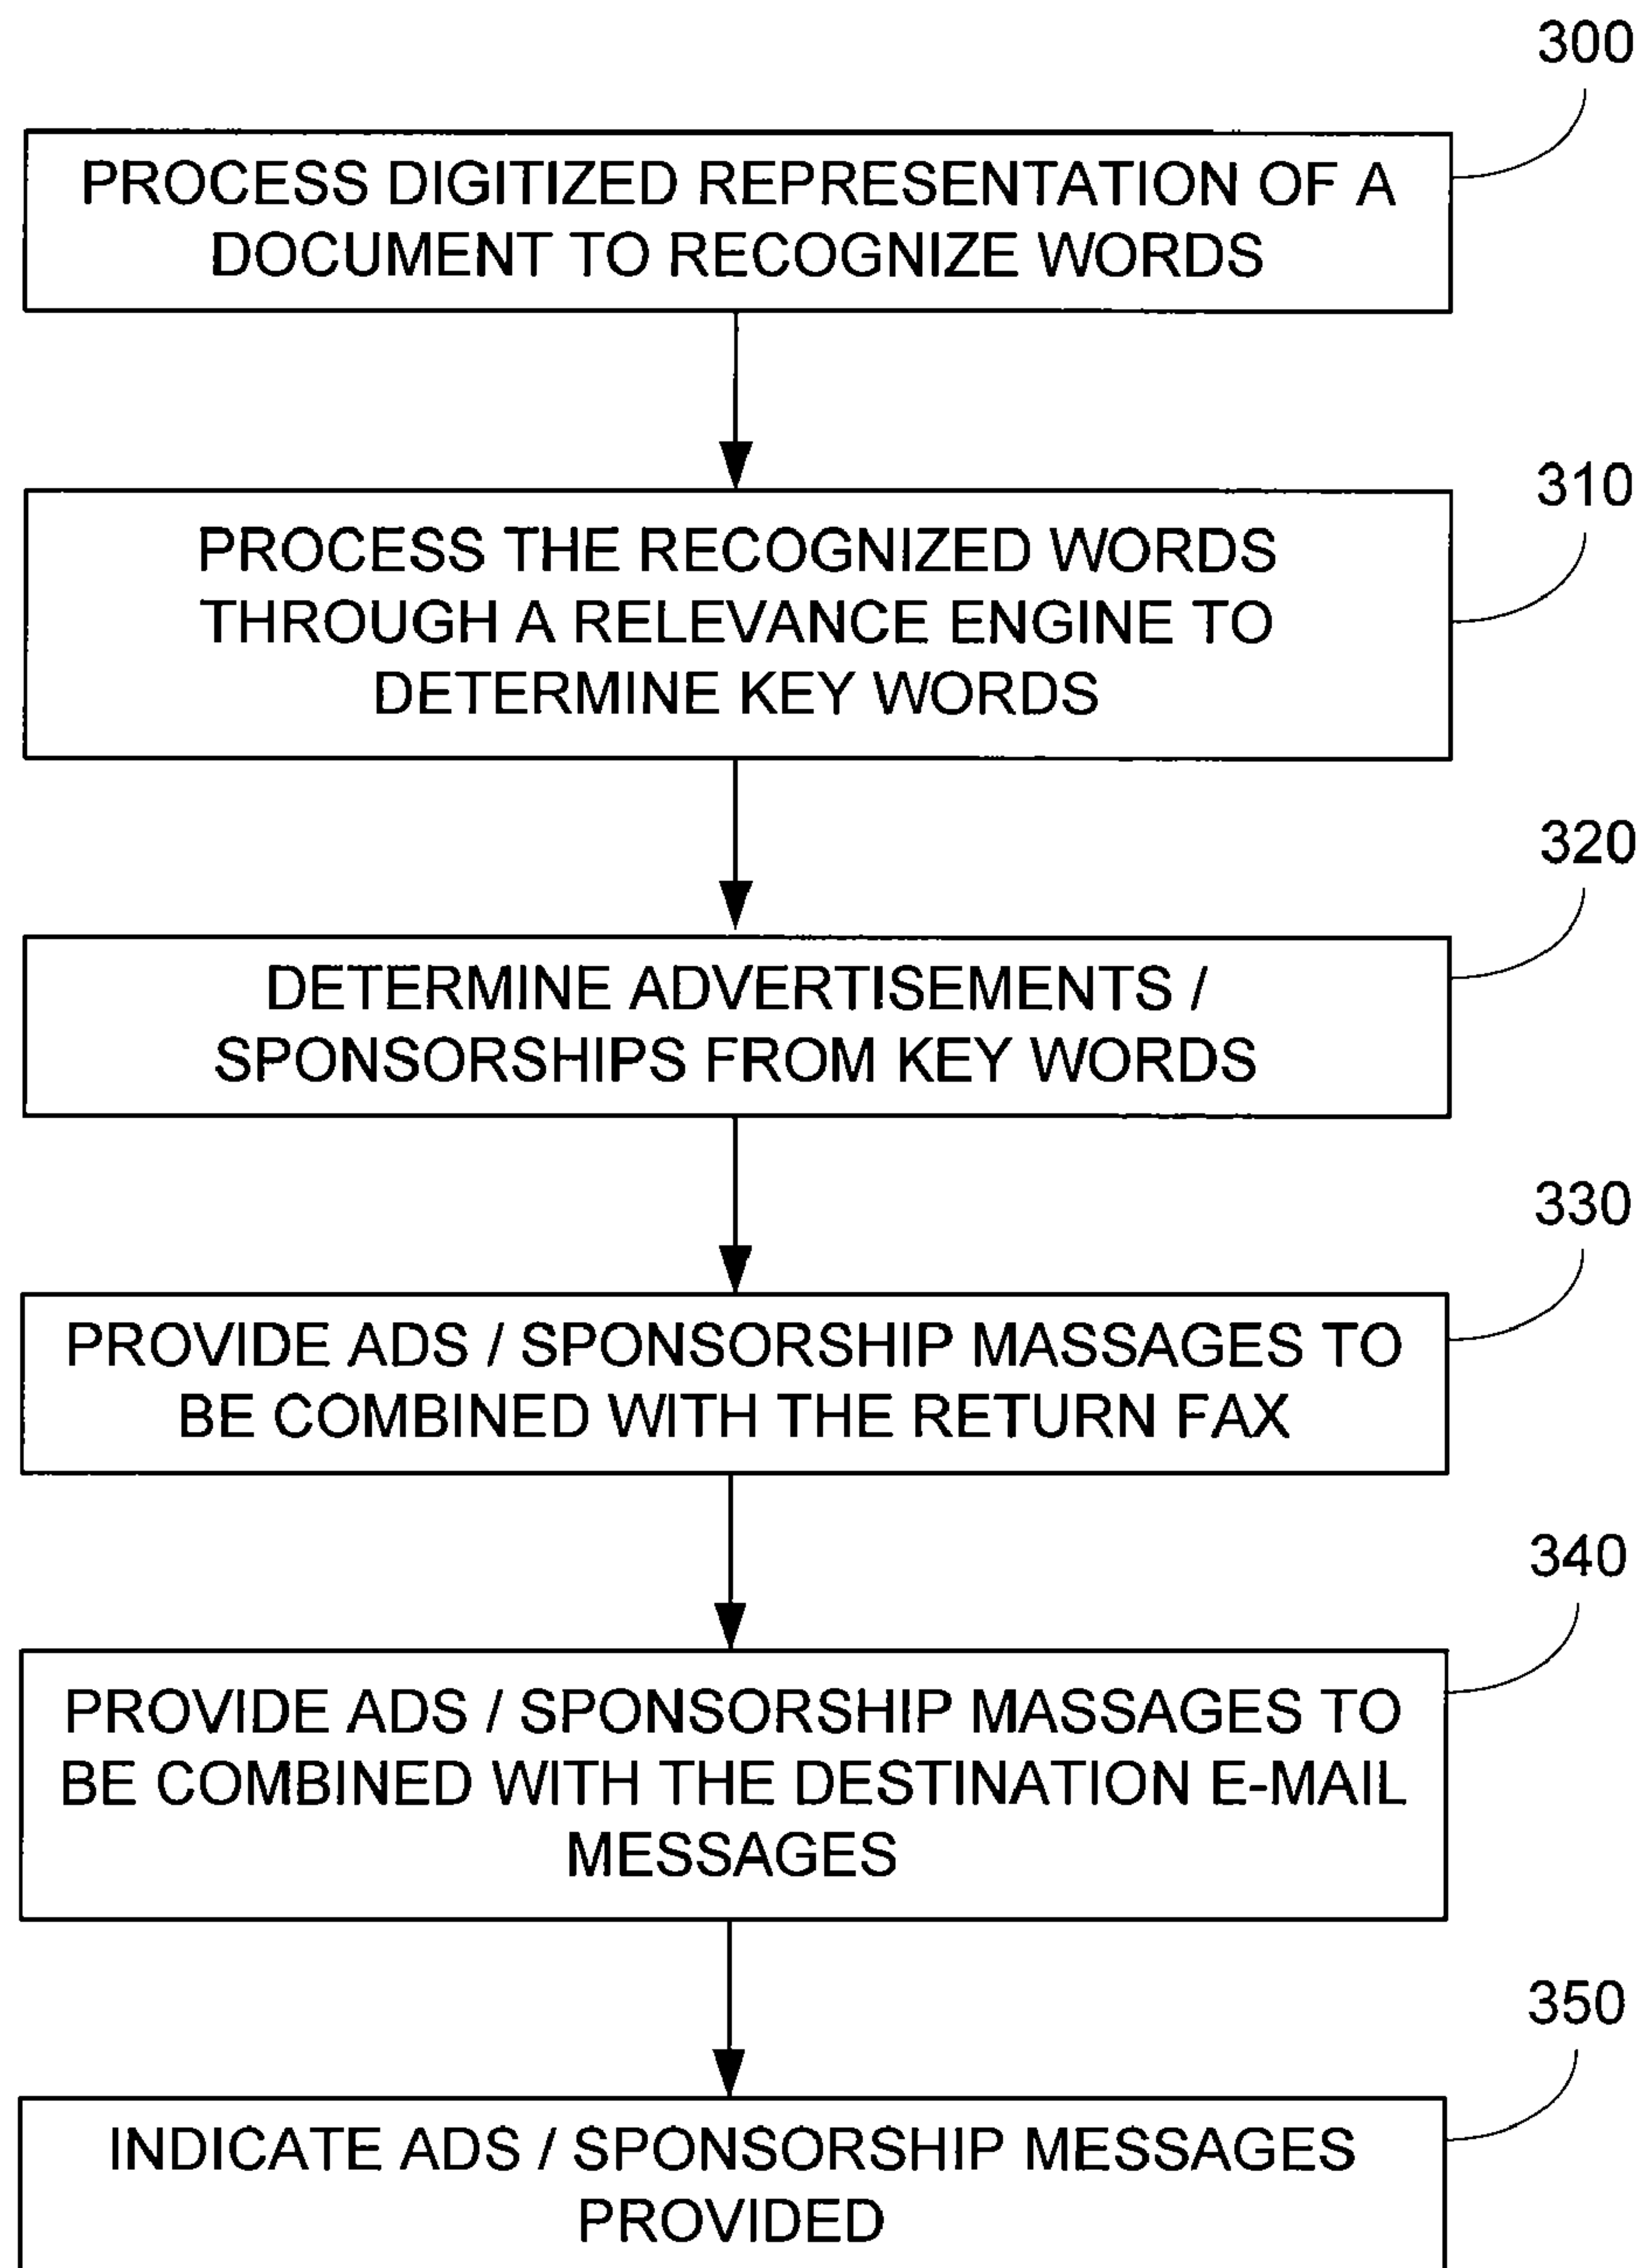 300
PROCESS DIGITIZED REPRESENTATION OF A
DOCUMENT TO RECOGNIZE WORDS
310
PROCESS THE RECOGNIZED WORDS
THROUGH A RELEVANCE ENGINE TO
DETERMINE KEY WORDS
320
DETERMINE ADVERTISEMENTS /
SPONSORSHIPS FROM KEY WORDS
330
PROVIDE ADS / SPONSORSHIP MASSAGES TO
BE COMBINED WITH THE RETURN FAX
340
PROVIDE ADS / SPONSORSHIP MASSAGES TO
BE COMBINED WITH THE DESTINATION E-MAIL
MESSAGES
350
INDICATE ADS / SPONSORSHIP MESSAGES
PROVIDED